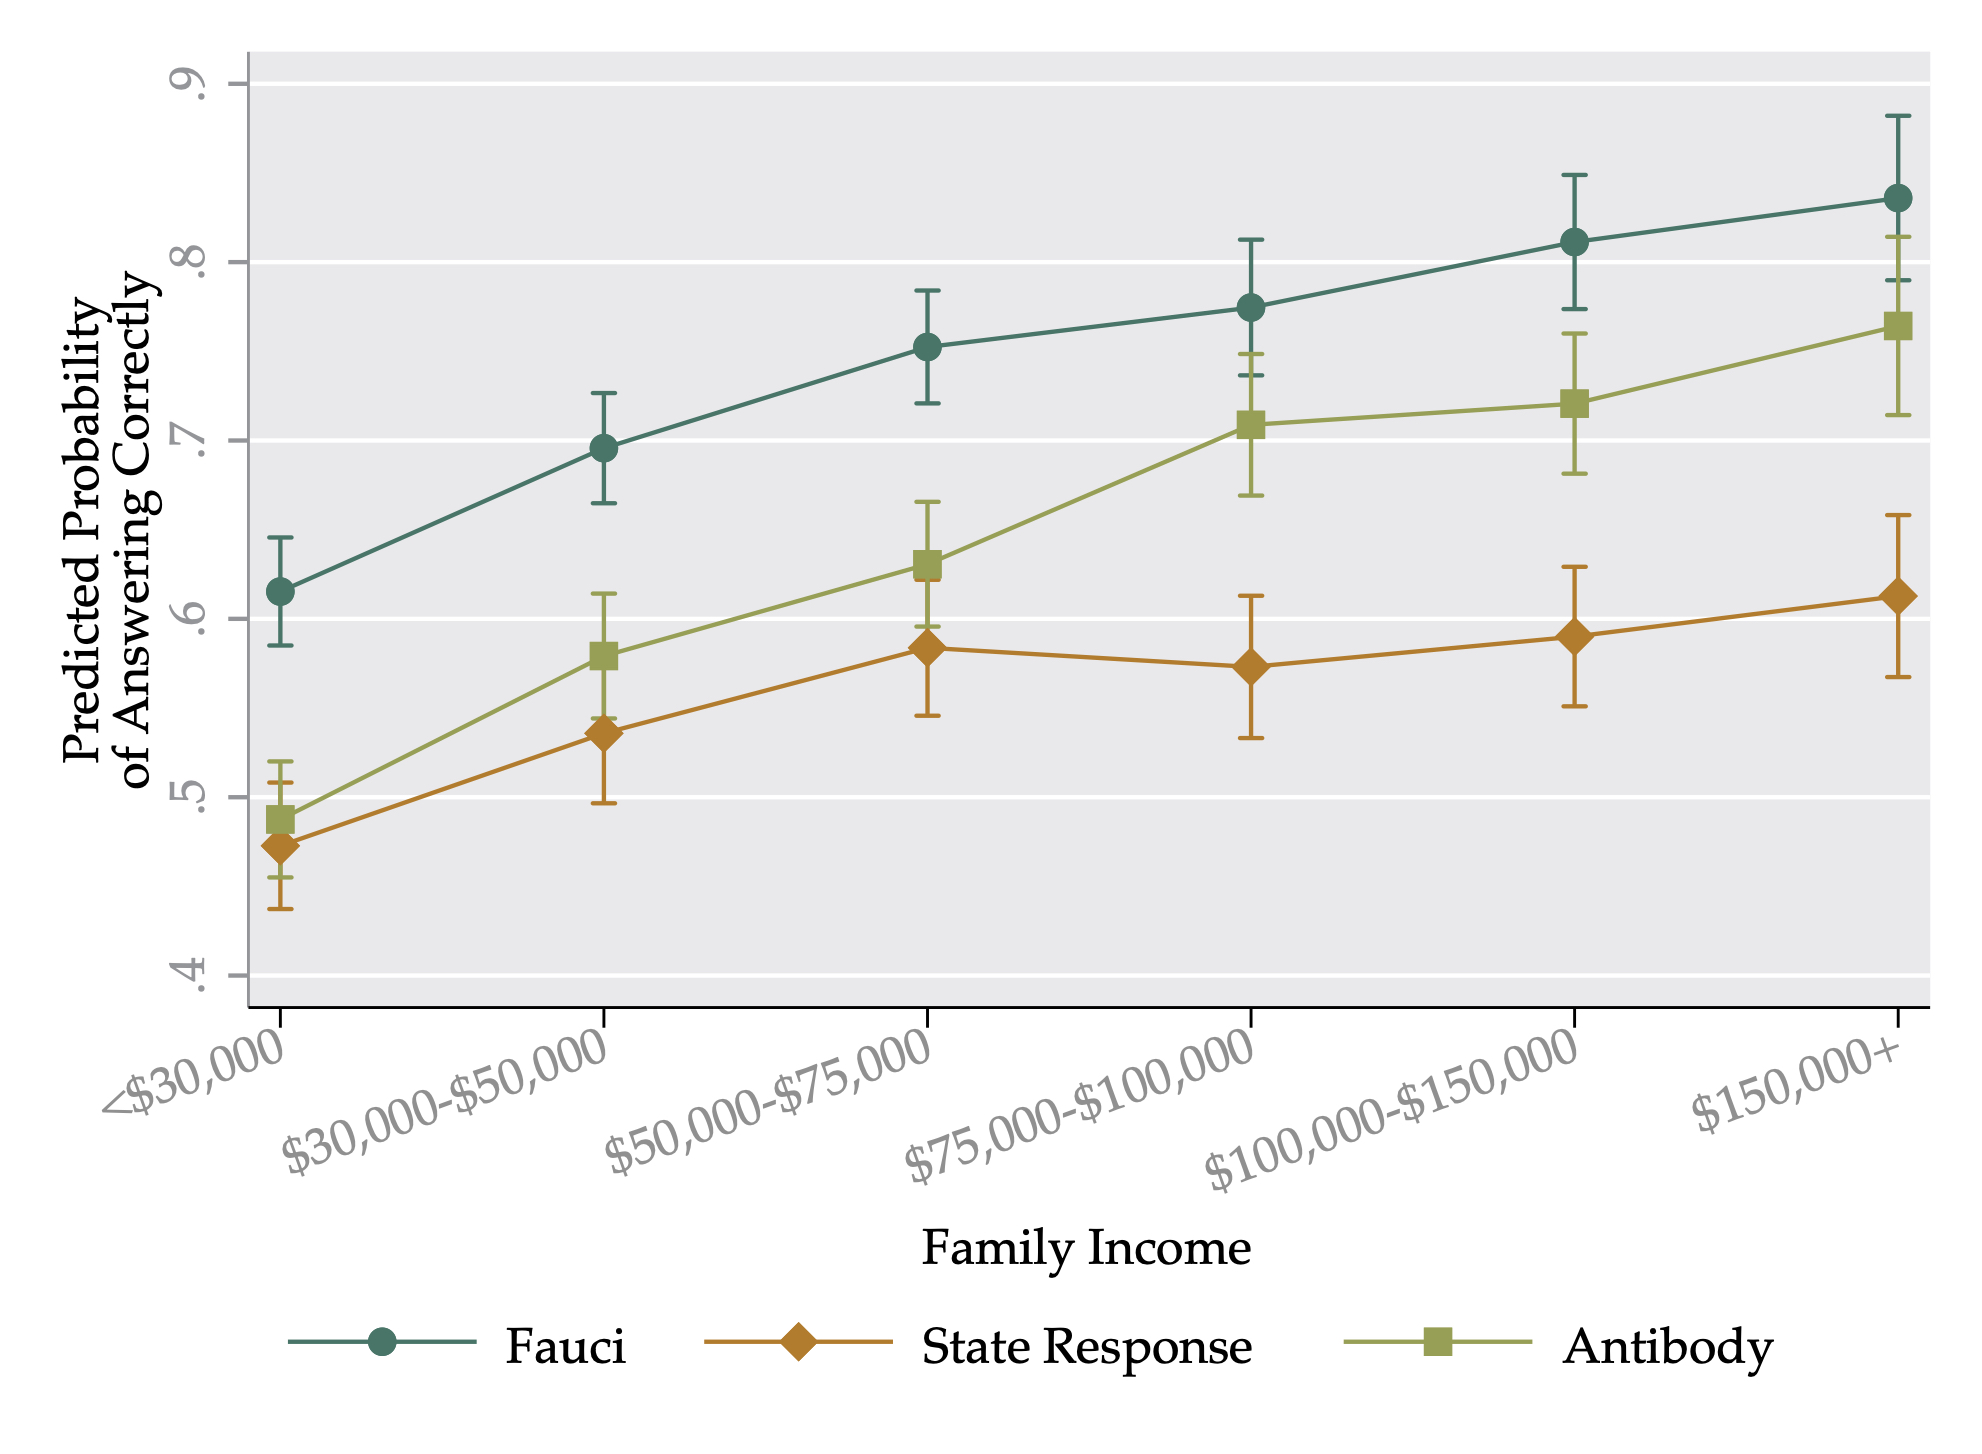 Predicted Probability
of Answering Correctly
.9
.8
.7
.6
.5
.4
<$30,000
$30,000-$50,000
$50,000-$75,000
$75,000-$100,000
$100,000-$150,000
$150,000+
Family Income
Fauci
State Response
Antibody